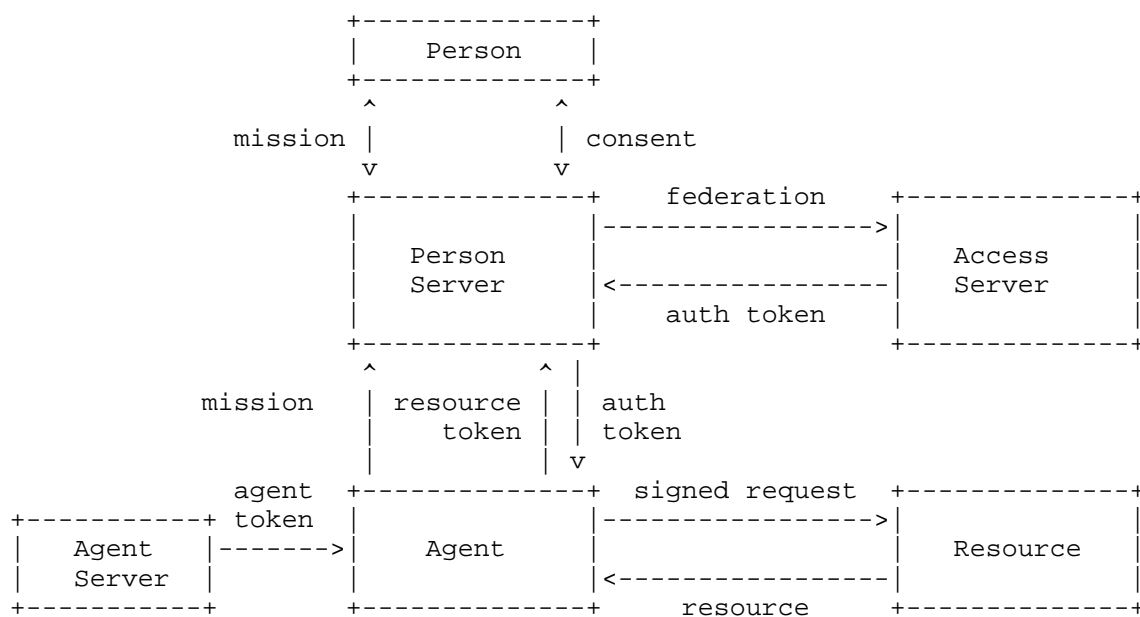 Person
mission
consent
federation
Person
Server
Access
Server
auth token
mission
resource
token
auth
token
agent
token
signed request
Agent
Server
Agent
Resource
resource